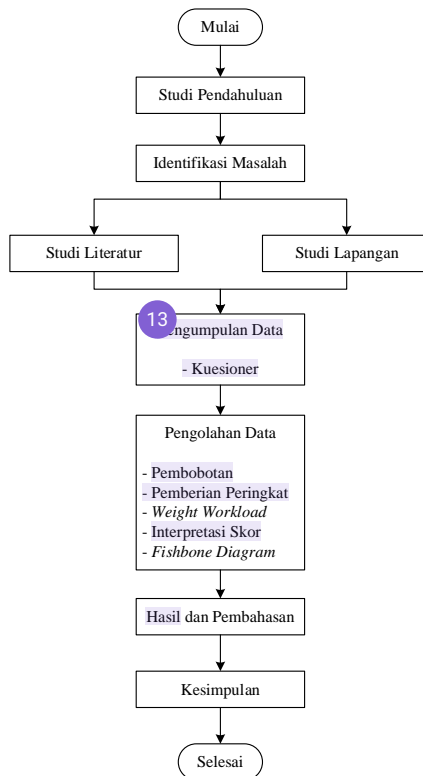 Mulai
Studi Pendahuluan
Identifikasi Masalah
Studi Literatur
Studi Lapangan
13
engumpulan Data
- Kuesioner
Pengolahan Data
- Pembobotan
- Pemberian Peringkat
- Weight Workload
- Interpretasi Skor
- Fishbone Diagram
Hasil dan Pembahasan
Kesimpulan
Selesai